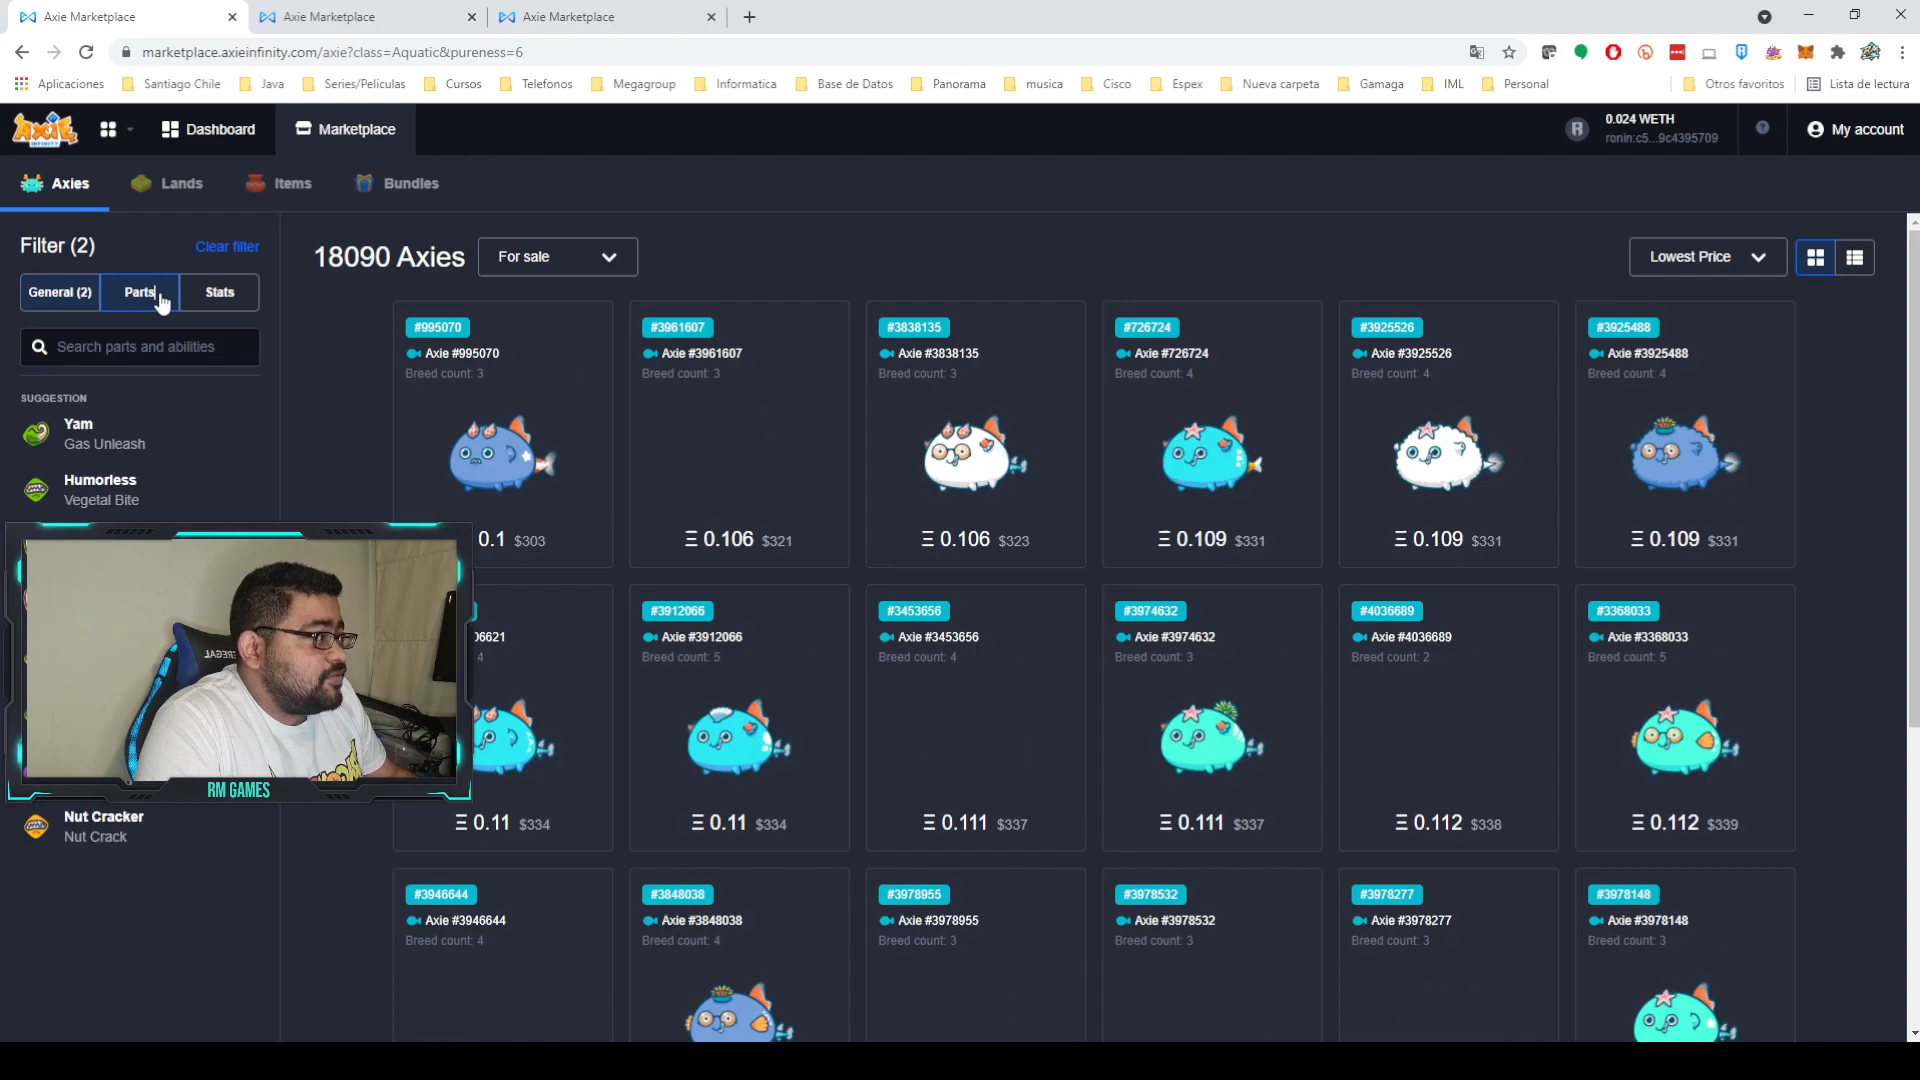 Axie Marketplace
Axie Marketplace
Axie Marketplace
marketplace.axieinfinity.com/axie?class=Aquatic&pureness=6
Aplicaciones Santiago Chile Java Series/Peliculas Cursos Telefonos Megagroup Informatica Base de Datos Panorama musica Cisco Espex Nueva carpeta Gamaga IML Personal Otros favoritos Lista de lectura
AXIE INFINITY
Dashboard
Marketplace
0.024 WETH
ronin:c5...9c4395709
My account
Axies Lands Items Bundles
Filter (2) Clear filter
General (2) Parts Stats
Search parts and abilities
SUGGESTION
Yam
Gas Unleash
Humorless
Vegetal Bite
Nut Cracker
Nut Crack
RM GAMES
18090 Axies For sale Lowest Price
#995070
Axie #995070
Breed count: 3
0.1 $303
#3961607
Axie #3961607
Breed count: 3
Ξ 0.106 $321
#3838135
Axie #3838135
Breed count: 3
Ξ 0.106 $323
#726724
Axie #726724
Breed count: 4
Ξ 0.109 $331
#3925526
Axie #3925526
Breed count: 4
Ξ 0.109 $331
#3925488
Axie #3925488
Breed count: 4
Ξ 0.109 $331
06621
4
Ξ 0.11 $334
#3912066
Axie #3912066
Breed count: 5
Ξ 0.11 $334
#3453656
Axie #3453656
Breed count: 4
Ξ 0.111 $337
#3974632
Axie #3974632
Breed count: 3
Ξ 0.111 $337
#4036689
Axie #4036689
Breed count: 2
Ξ 0.112 $338
#3368033
Axie #3368033
Breed count: 5
Ξ 0.112 $339
#3946644
Axie #3946644
Breed count: 4
#3848038
Axie #3848038
Breed count: 4
#3978955
Axie #3978955
Breed count: 3
#3978532
Axie #3978532
Breed count: 3
#3978277
Axie #3978277
Breed count: 3
#3978148
Axie #3978148
Breed count: 3